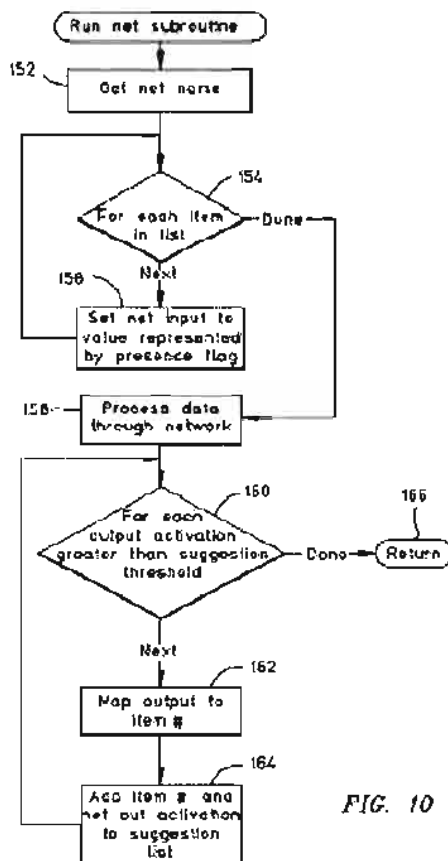 Run net subroutine
152
Get net name
154
For each item
in list
Done
Next
156
Set net input to
value represented
by presence flag
158
Process data
through network
160
For each
output activation
greater than suggestion
threshold
Done
166
Return
Next
162
Map output to
item #
164
Add item # and
net out activation
to suggestion
list
FIG. 10